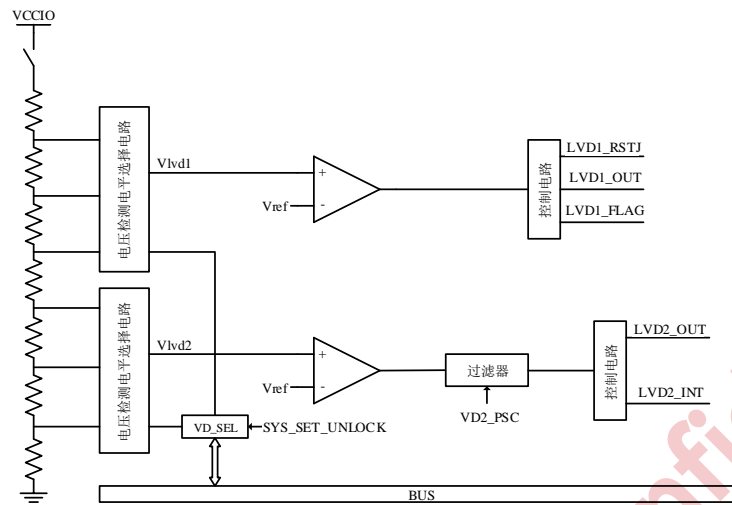 VCCIO
电压检测电平选择电路
Vlvd1
+
Vref
-
控制电路
LVD1_RSTJ
LVD1_OUT
LVD1_FLAG
电压检测电平选择电路
Vlvd2
+
Vref
-
过滤器
VD2_PSC
控制电路
LVD2_OUT
LVD2_INT
VD_SEL
SYS_SET_UNLOCK
BUS
nfi